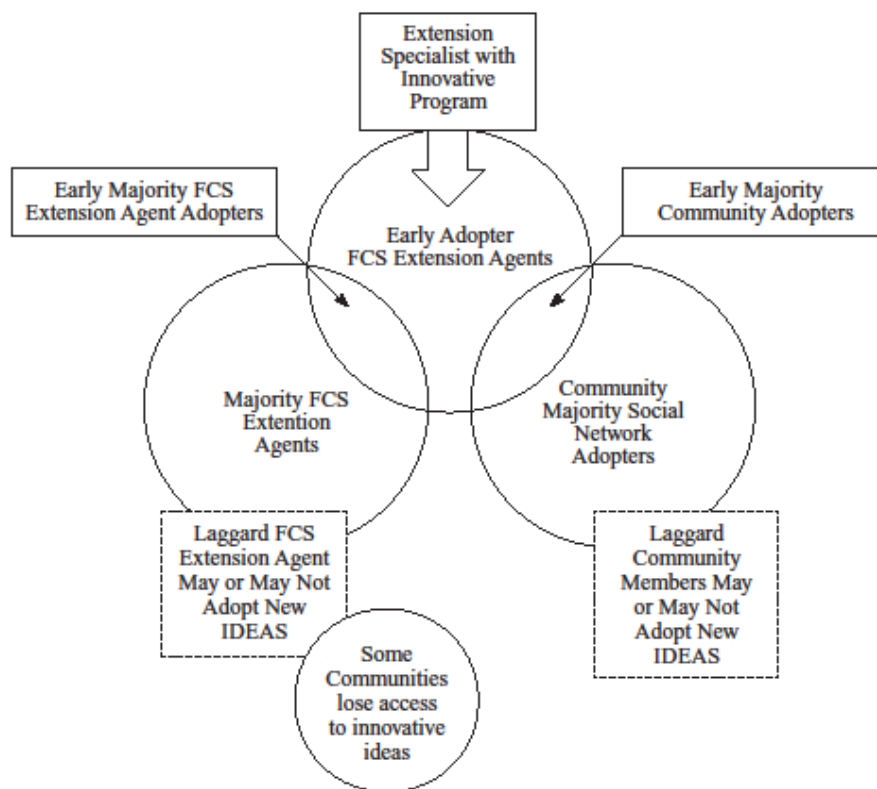 Extension
Specialist with
Innovative
Program
Early Majority FCS
Extension Agent Adopters
Early Majority
Community Adopters
Early Adopter
FCS Extension Agents
Majority FCS
Extention
Agents
Community
Majority Social
Network
Adopters
Laggard FCS
Extension Agent
May or May Not
Adopt New
IDEAS
Laggard
Community
Members May
or May Not
Adopt New
IDEAS
Some
Communities
lose access
to innovative
ideas